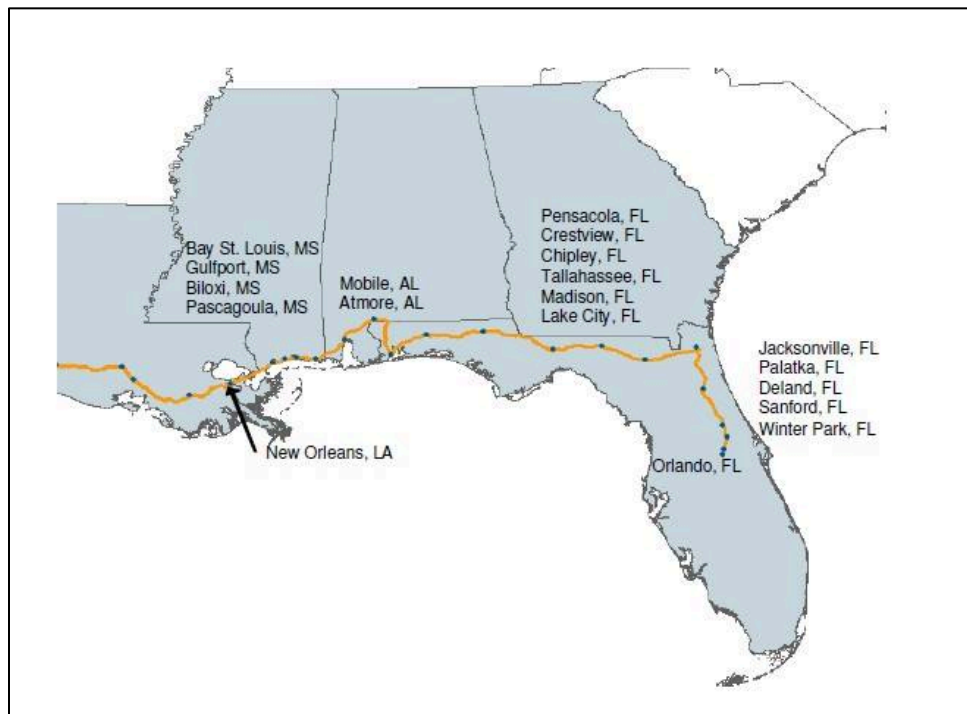 Bay St. Louis, MS
Gulfport, MS
Biloxi, MS
Pascagoula, MS
Mobile, AL
Atmore, AL
Pensacola, FL
Crestview, FL
Chipley, FL
Tallahassee, FL
Madison, FL
Lake City, FL
Jacksonville, FL
Palatka, FL
Deland, FL
Sanford, FL
Winter Park, FL
New Orleans, LA
Orlando, FL